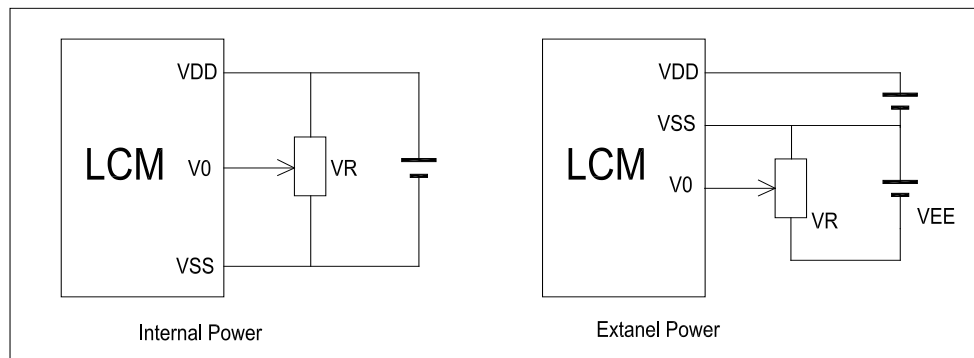 VDD
LCM
V0
VR
VSS
Internal Power
VDD
VSS
LCM
V0
VR
VEE
Extanel Power